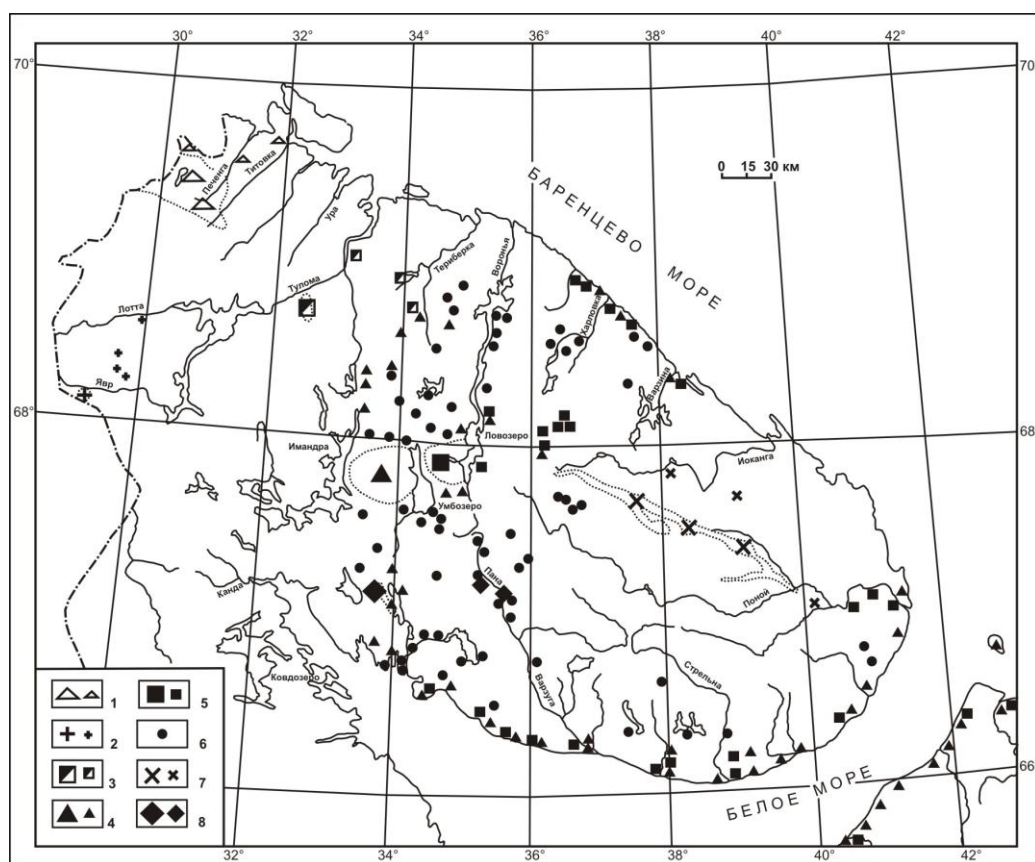 30° 32° 34° 36° 38° 40° 42°
70° 70
0 15 30 км
БАРЕНЦЕВО
МОРЕ
Печенга
Титовка
Ура
Териберка
Воронья
Тулома
Лотта
Харловка
Явр
Варзина
68° 68
Имандра
Ловозеро
Иоканга
Умбозеро
Пана
Канда
Поной
Ковдозеро
Стрельна
Варзуга
66
БЕЛОЕ МОРЕ
1 5
2 6
3 7
4 8
32° 34° 36° 38° 40° 42°